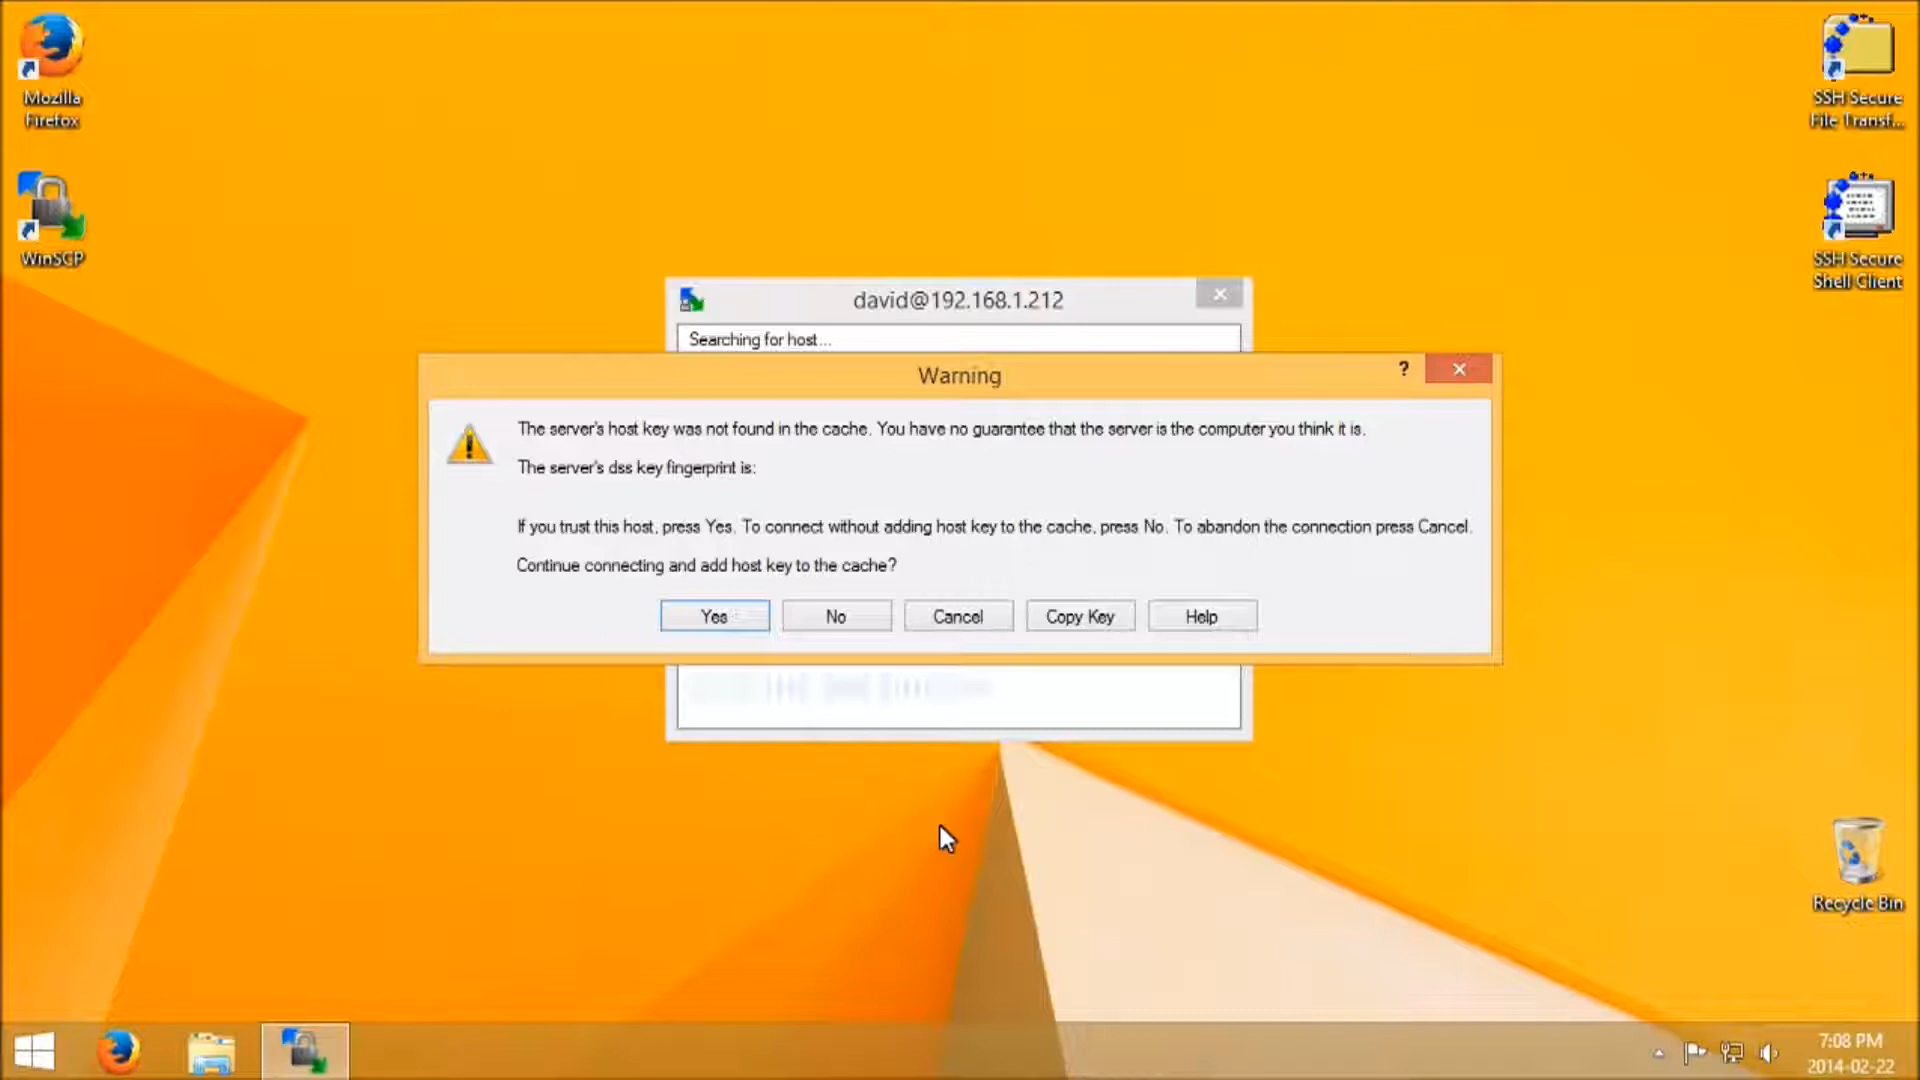 Mozilla
Firefox
WinSCP
SSH Secure
File Transf...
SSH Secure
Shell Client
david@192.168.1.212
Searching for host...
Warning
?
The server's host key was not found in the cache. You have no guarantee that the server is the computer you think it is.
The server's dss key fingerprint is:
If you trust this host, press Yes. To connect without adding host key to the cache, press No. To abandon the connection press Cancel.
Continue connecting and add host key to the cache?
Yes
No
Cancel
Copy Key
Help
Recycle Bin
7:08 PM
2014-02-22